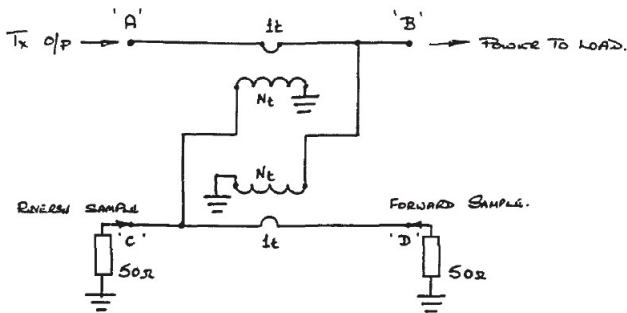 'A'
1t
'B'
Tx O/P
POWER TO LOAD.
Nt
Nt
REVERSE SAMPLE
FORWARD SAMPLE.
'C'
1t
'D'
50Ω
50Ω